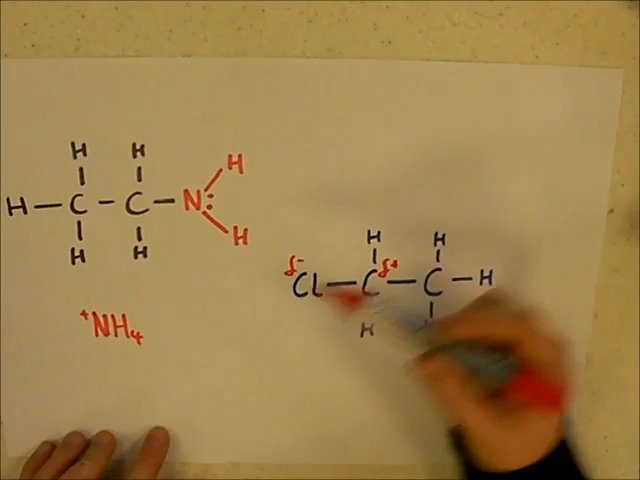 H H H
H C C N:
H H H
⁺NH₄
H H
δ⁻ δ⁺
Cl C C H
H